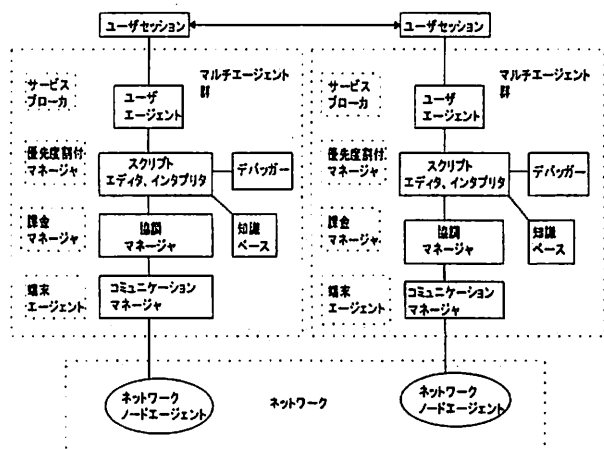 ユーザセッション
ユーザセッション
マルチエージェント
群
サービス
ブローカ
ユーザ
エージェント
優先度割付
マネージャ
スクリプト
エディタ、インタプリタ
デバッガー
課金
マネージャ
協調
マネージャ
知識
ベース
端末
エージェント
コミュニケーション
マネージャ
マルチエージェント
群
サービス
ブローカ
ユーザ
エージェント
優先度割付
マネージャ
スクリプト
エディタ、インタプリタ
デバッガー
課金
マネージャ
協調
マネージャ
知識
ベース
端末
エージェント
コミュニケーション
マネージャ
ネットワーク
ノードエージェント
ネットワーク
ネットワーク
ノードエージェント